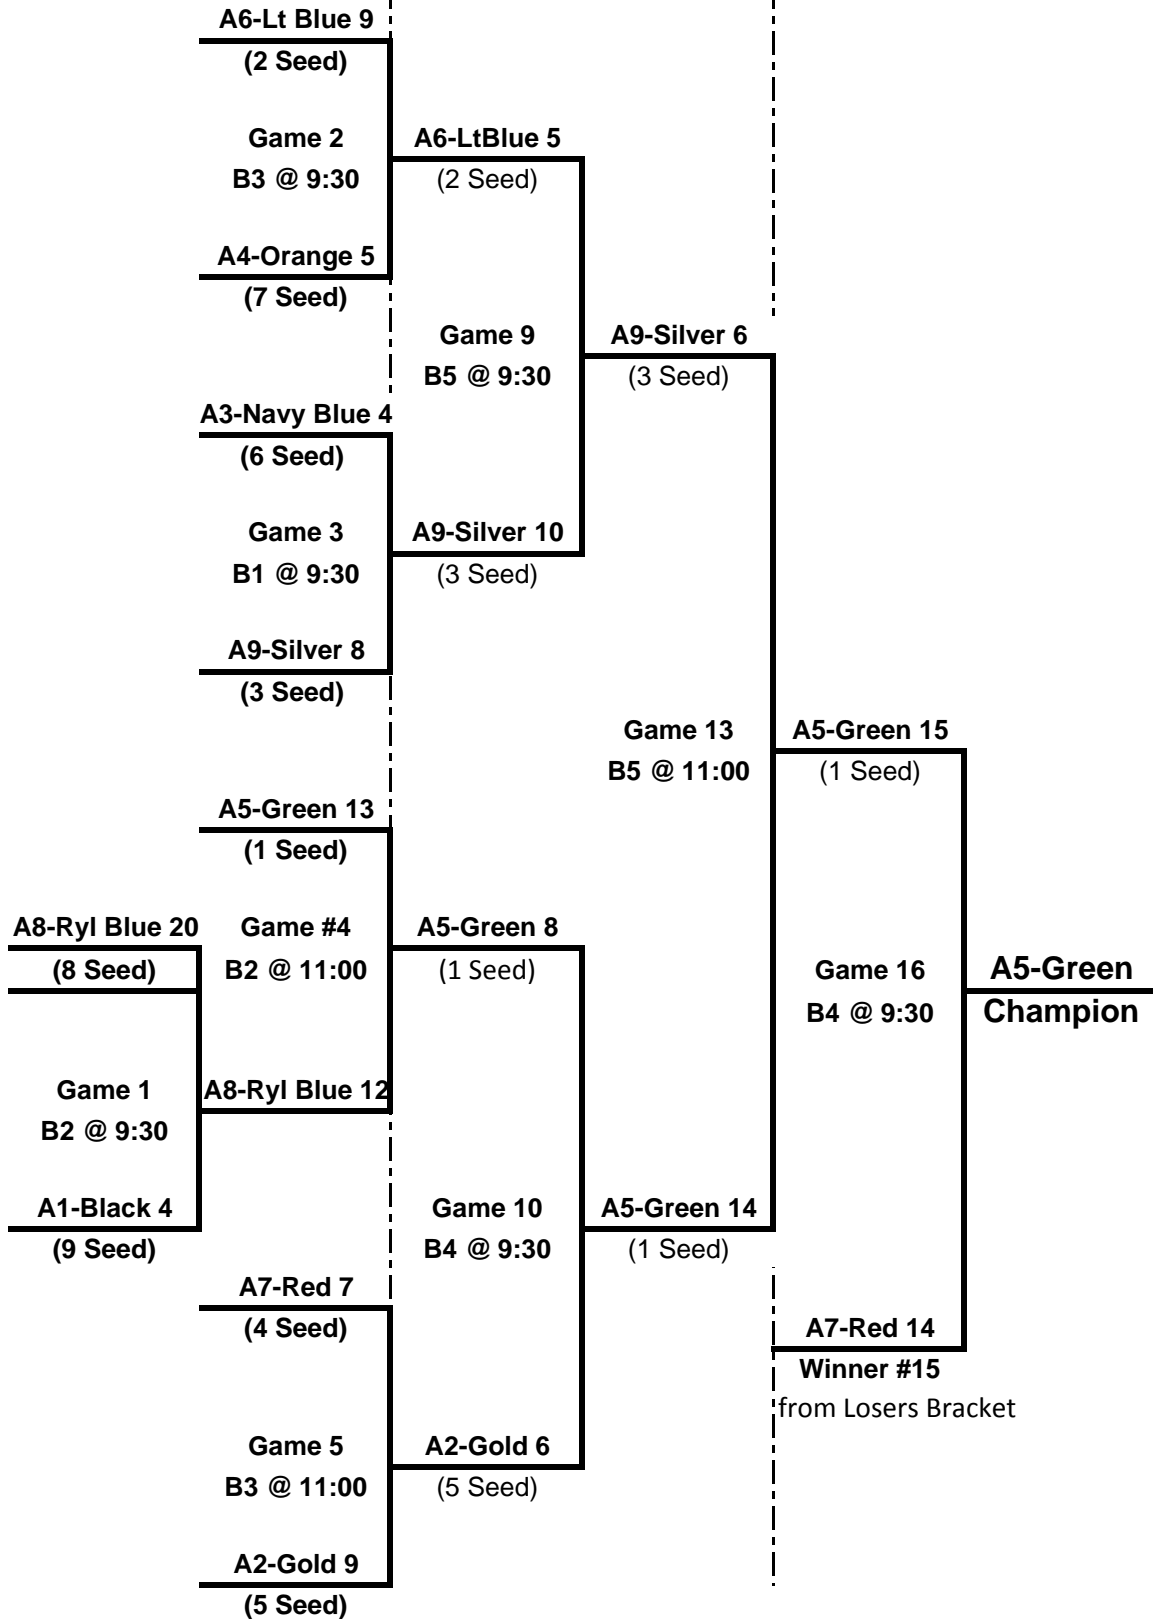 A6-Lt Blue 9
(2 Seed)
Game 2
B3 @ 9:30
A6-LtBlue 5
(2 Seed)
A4-Orange 5
(7 Seed)
Game 9
B5 @ 9:30
A9-Silver 6
(3 Seed)
A3-Navy Blue 4
(6 Seed)
Game 3
B1 @ 9:30
A9-Silver 10
(3 Seed)
A9-Silver 8
(3 Seed)
Game 13
B5 @ 11:00
A5-Green 15
(1 Seed)
A5-Green 13
(1 Seed)
A8-Ryl Blue 20
(8 Seed)
Game #4
B2 @ 11:00
A5-Green 8
(1 Seed)
Game 16
B4 @ 9:30
A5-Green
Champion
Game 1
B2 @ 9:30
A8-Ryl Blue 12
A1-Black 4
(9 Seed)
Game 10
B4 @ 9:30
A5-Green 14
(1 Seed)
A7-Red 7
(4 Seed)
A7-Red 14
Winner #15
from Losers Bracket
Game 5
B3 @ 11:00
A2-Gold 6
(5 Seed)
A2-Gold 9
(5 Seed)